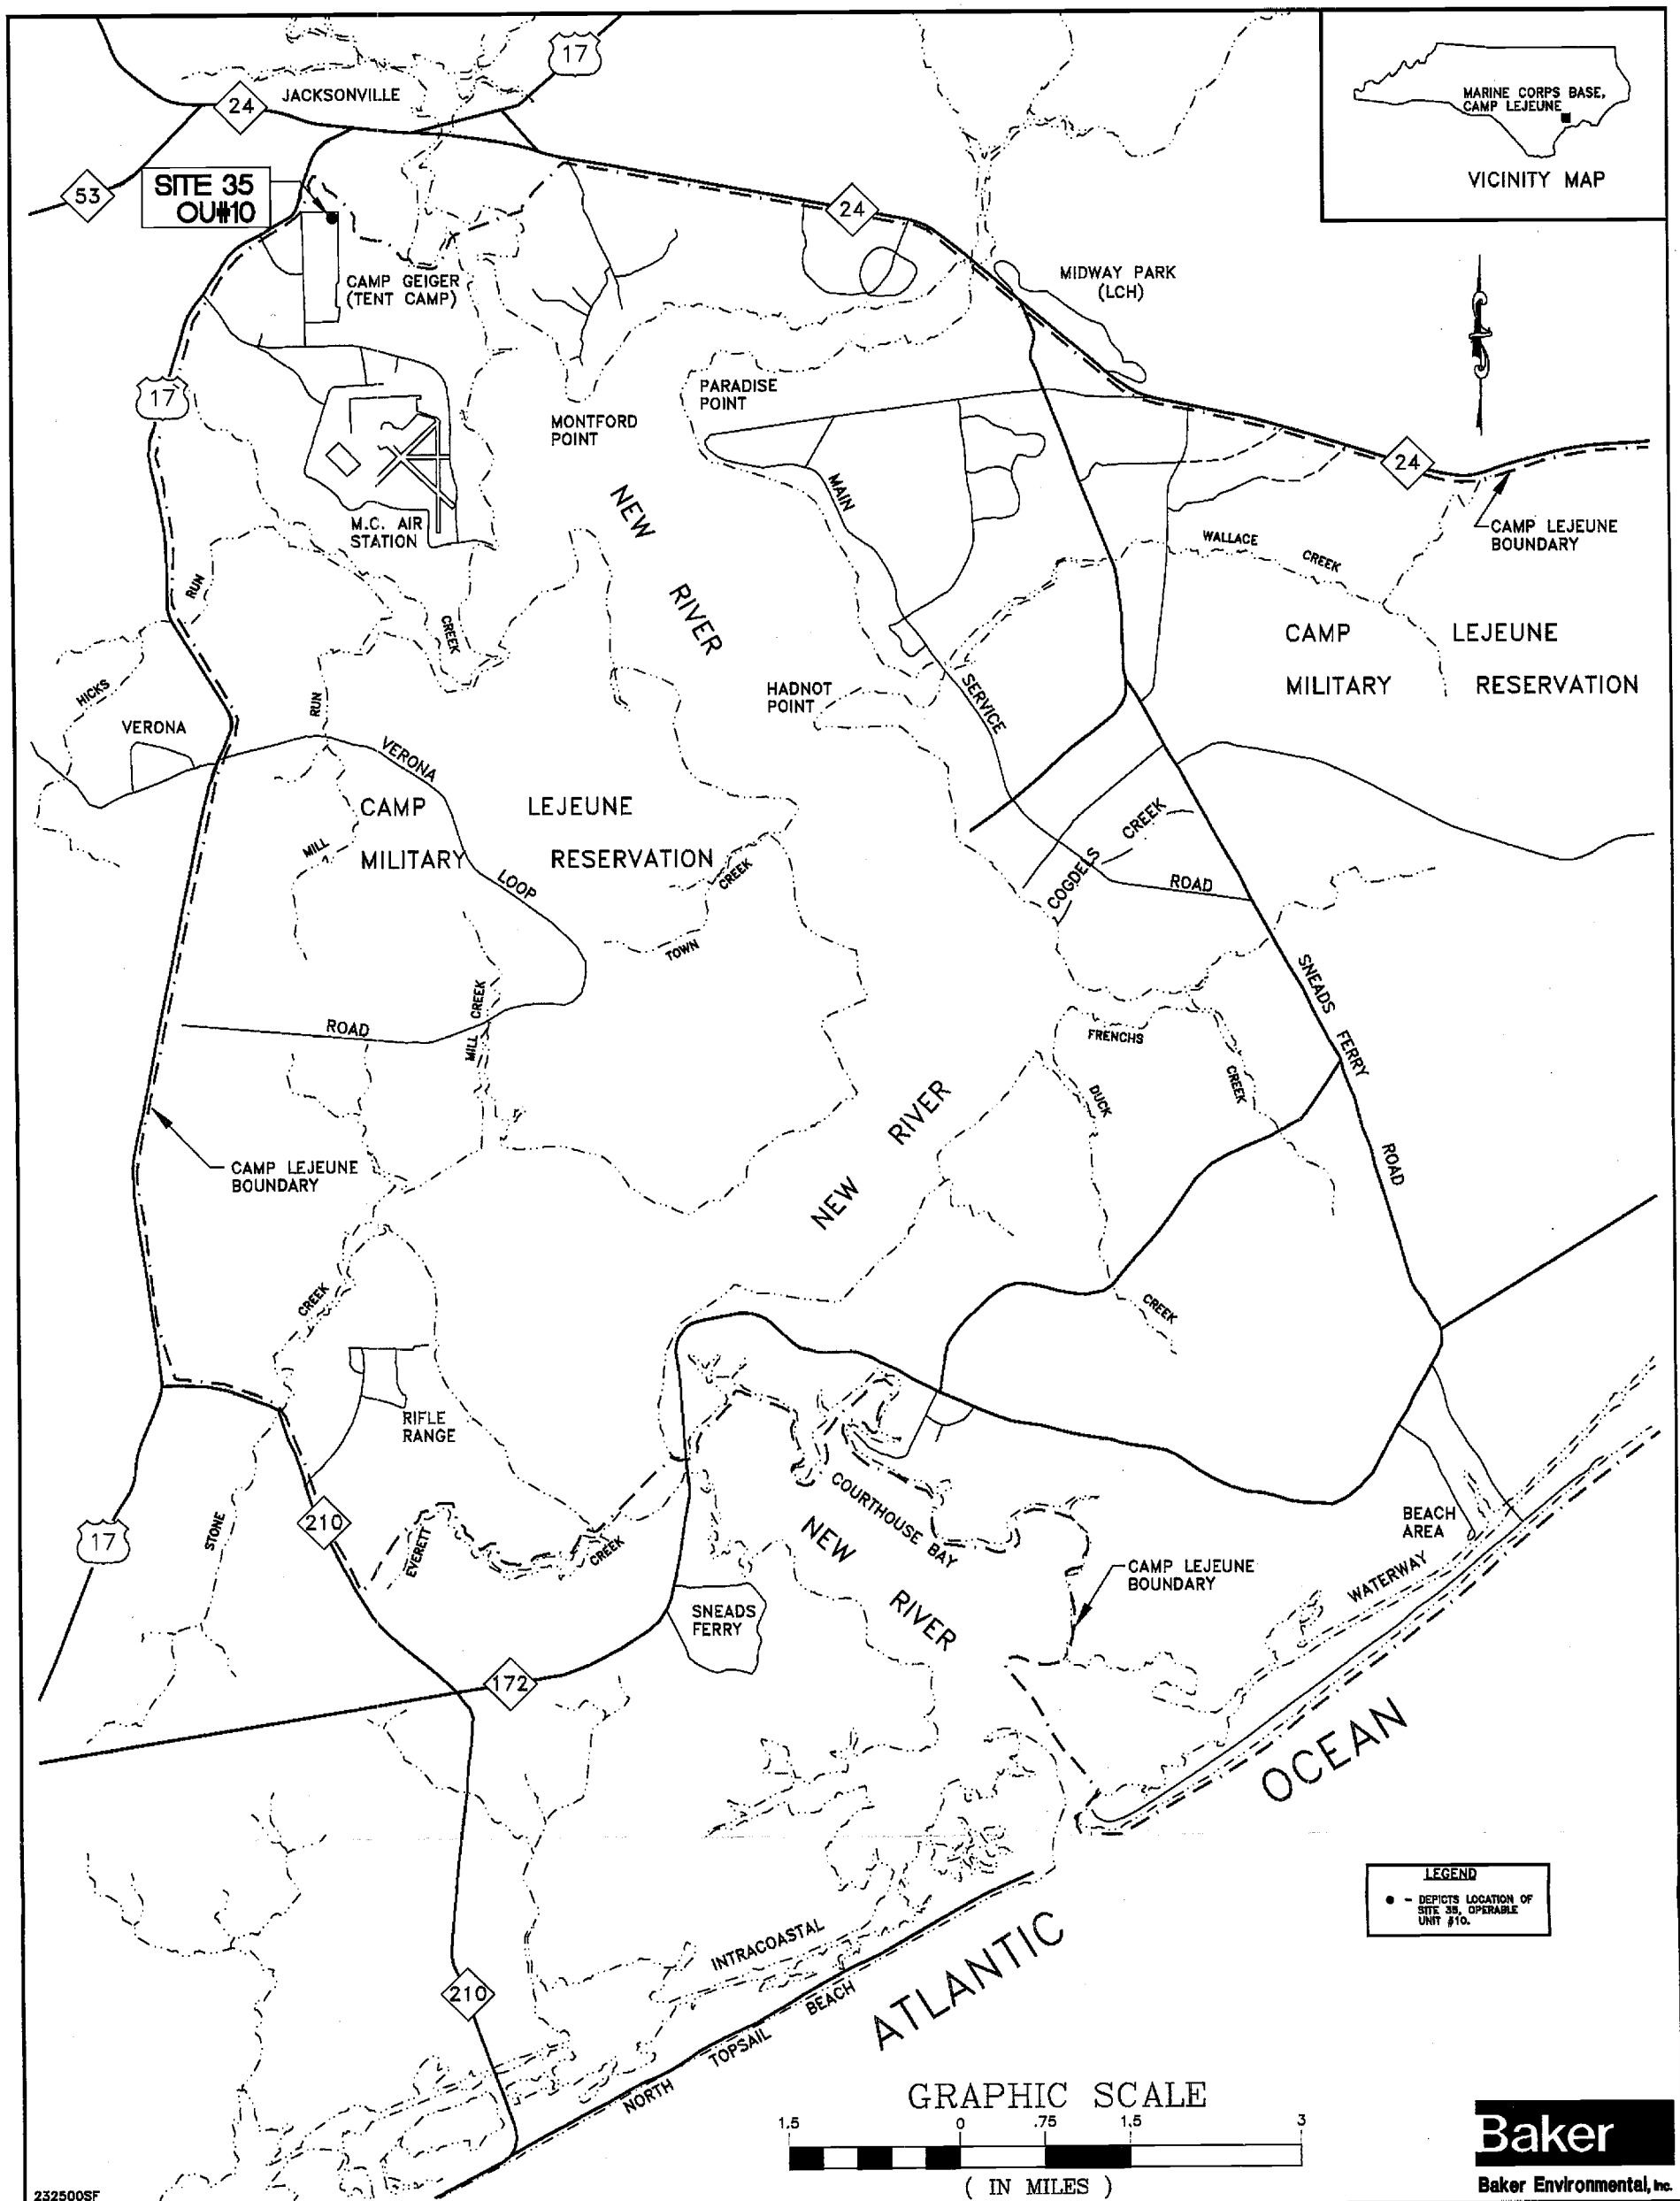 17
JACKSONVILLE
24
MARINE CORPS BASE,
CAMP LEJEUNE
VICINITY MAP
53
SITE 35
OU#10
24
CAMP GEIGER
(TENT CAMP)
MIDWAY PARK
(LCH)
17
PARADISE
POINT
MONTFORD
POINT
24
MAIN
NEW
RIVER
M.C. AIR
STATION
CAMP LEJEUNE
BOUNDARY
WALLACE
CREEK
RUN
CREEK
CAMP LEJEUNE
MILITARY RESERVATION
HICKS
HADNOT
POINT
SERVICE
RUN
VERONA
VERONA
CAMP LEJEUNE
MILITARY RESERVATION
MILL
LOOP
CREEK
TOWN
CREEK
COGDELS
ROAD
SNEADS
FERRY
ROAD
MILL CREEK
ROAD
FRENCHS
CREEK
DUCK
CREEK
RIVER
NEW
CAMP LEJEUNE
BOUNDARY
CREEK
RIFLE
RANGE
STONE
210
17
EVERETT
CREEK
COURTHOUSE BAY
NEW
RIVER
BEACH
AREA
CAMP LEJEUNE
BOUNDARY
WATERWAY
SNEADS
FERRY
172
OCEAN
LEGEND
● - DEPICTS LOCATION OF
SITE 35, OPERABLE
UNIT #10.
INTRACOASTAL
210
ATLANTIC
NORTH TOPSAIL BEACH
GRAPHIC SCALE
1.5 0 .75 1.5 3
( IN MILES )
Baker
Baker Environmental, Inc.
232500SF